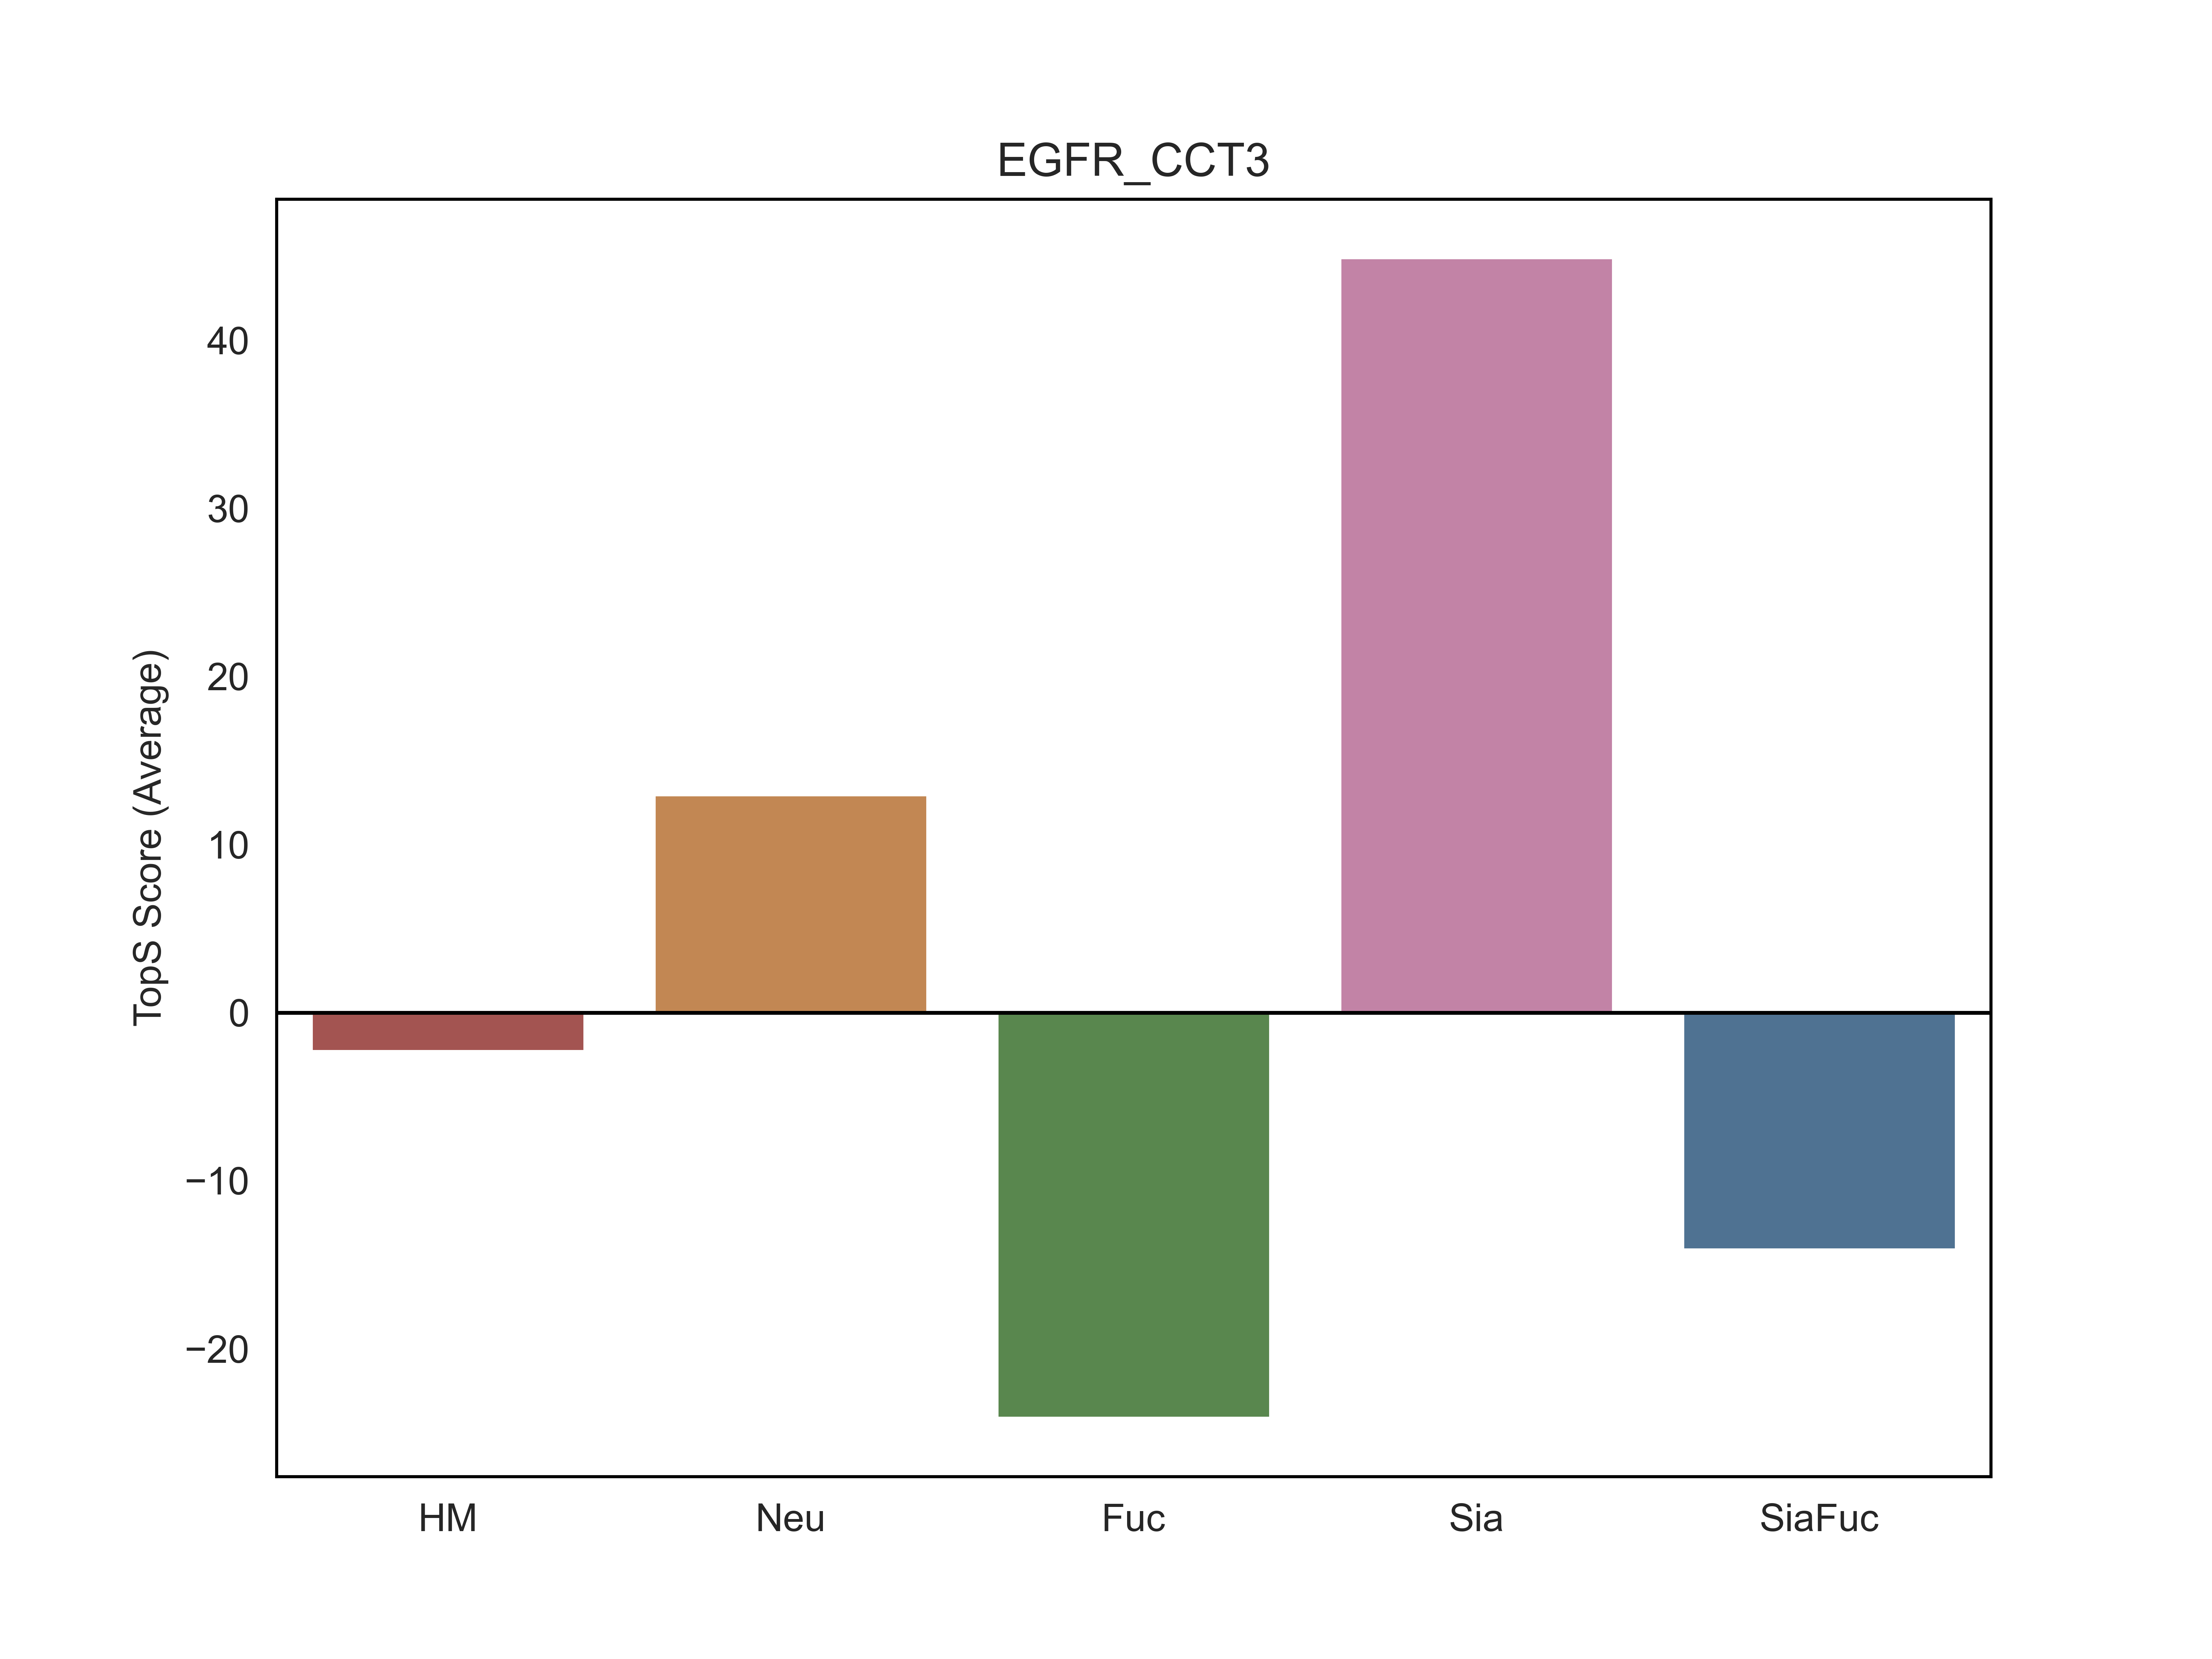 EGFR_CCT3
TopS Score (Average)
40
30
20
10
0
−10
−20
HM
Neu
Fuc
Sia
SiaFuc